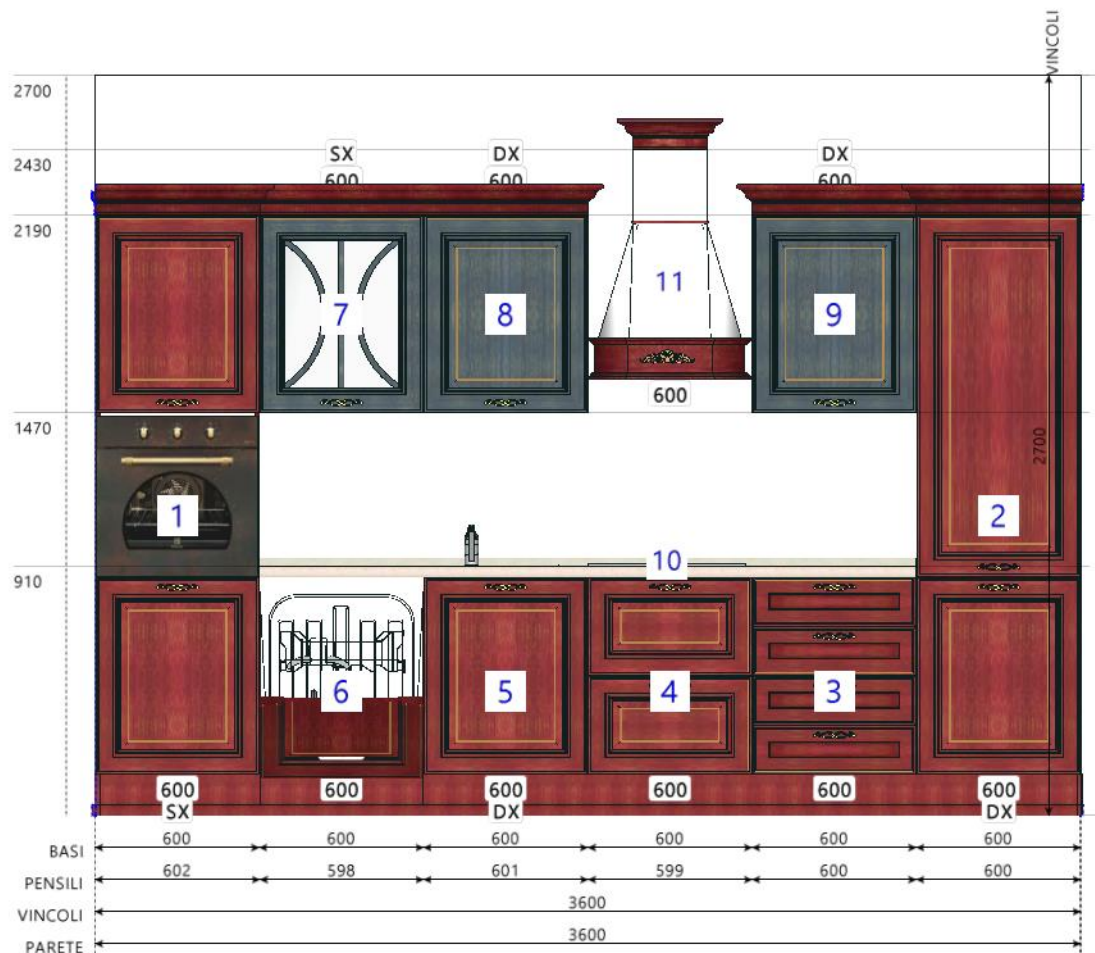 VINCOLI
2700
2430
SX DX DX
600 600 600
2190
7 8 11 9
600
1470
2700
1 2
10
910
6 5 4 3
600 600 600 600 600 600
SX DX DX
BASI 600 600 600 600 600 600
PENSILI 602 598 601 599 600 600
VINCOLI 3600
PARETE 3600